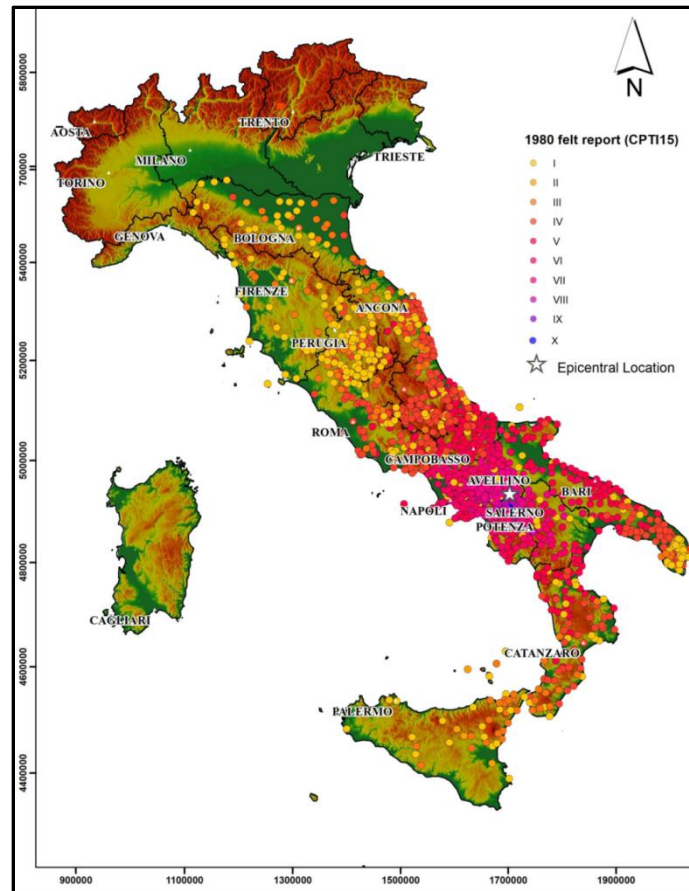 N
1980 felt report (CPTI15)
I
II
III
IV
V
VI
VII
VIII
IX
X
Epicentral Location
AOSTA
TRENTO
MILANO
TRIESTE
TORINO
GENOVA
BOLOGNA
FIRENZE
ANCONA
PERUGIA
ROMA
CAMPOBASSO
AVELLINO
BARI
NAPOLI
SALERNO
POTENZA
CAGLIARI
CATANZARO
PALERMO
5800000
700000
5400000
5200000
5000000
4800000
4600000
4400000
900000
1100000
1300000
1500000
1700000
1900000